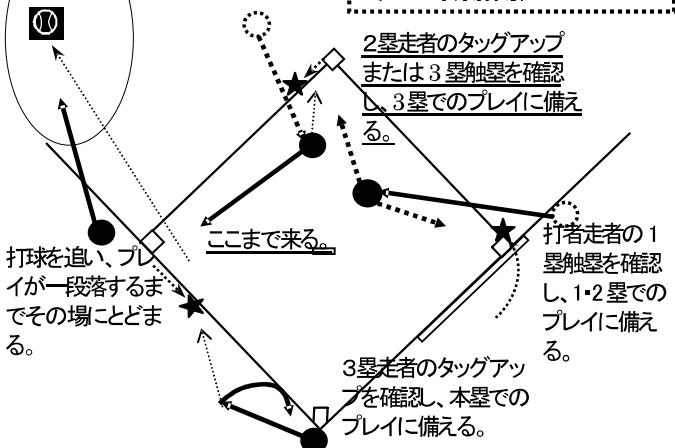 2塁走者のタッグアップ
または3塁触塁を確認
し、3塁でのプレイに備え
る。
ここまで来る。
打球を追い、プレ
イが一段落するま
でその場にとどま
る。
打者走者の1
塁触塁を確認
し、1・2塁での
プレイに備え
る。
3塁走者のタッグアッ
プを確認し、本塁での
プレイに備える。